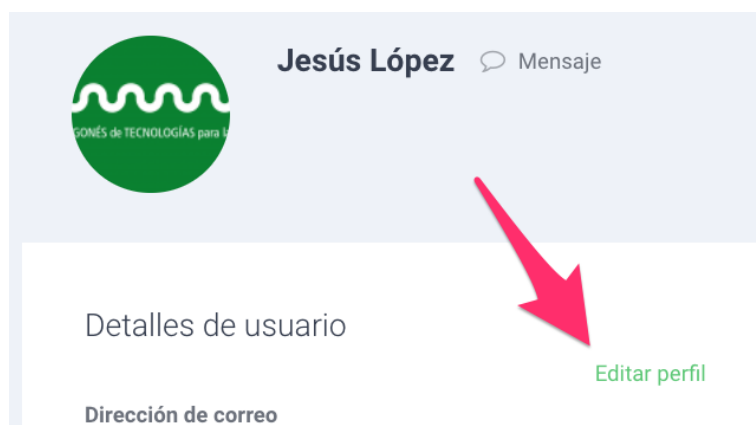 Jesús López Mensaje
GONÉS de TECNOLOGÍAS para l
Detalles de usuario
Editar perfil
Dirección de correo